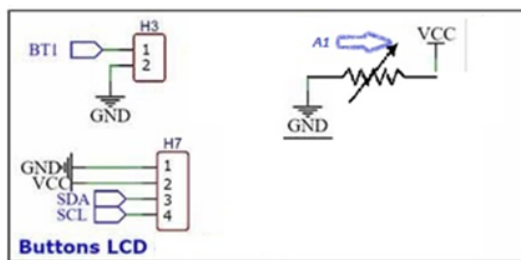 H3
BT1
1
2
GND
A1
VCC
GND
H7
GND
1
VCC
2
SDA
3
SCL
4
Buttons LCD